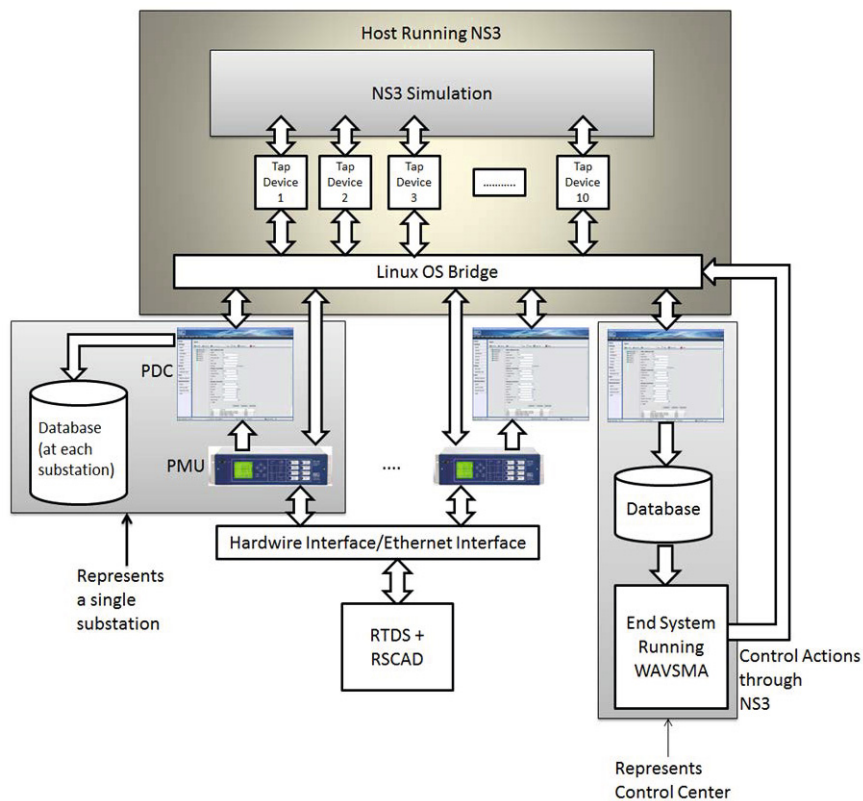 Host Running NS3
NS3 Simulation
Tap
Device
1
Tap
Device
2
Tap
Device
3
...........
Tap
Device
10
Linux OS Bridge
PDC
Database
(at each
substation)
PMU
....
Hardwire Interface/Ethernet Interface
Represents
a single
substation
RTDS +
RSCAD
Database
End System
Running
WAVSMA
Control Actions
through
NS3
Represents
Control Center